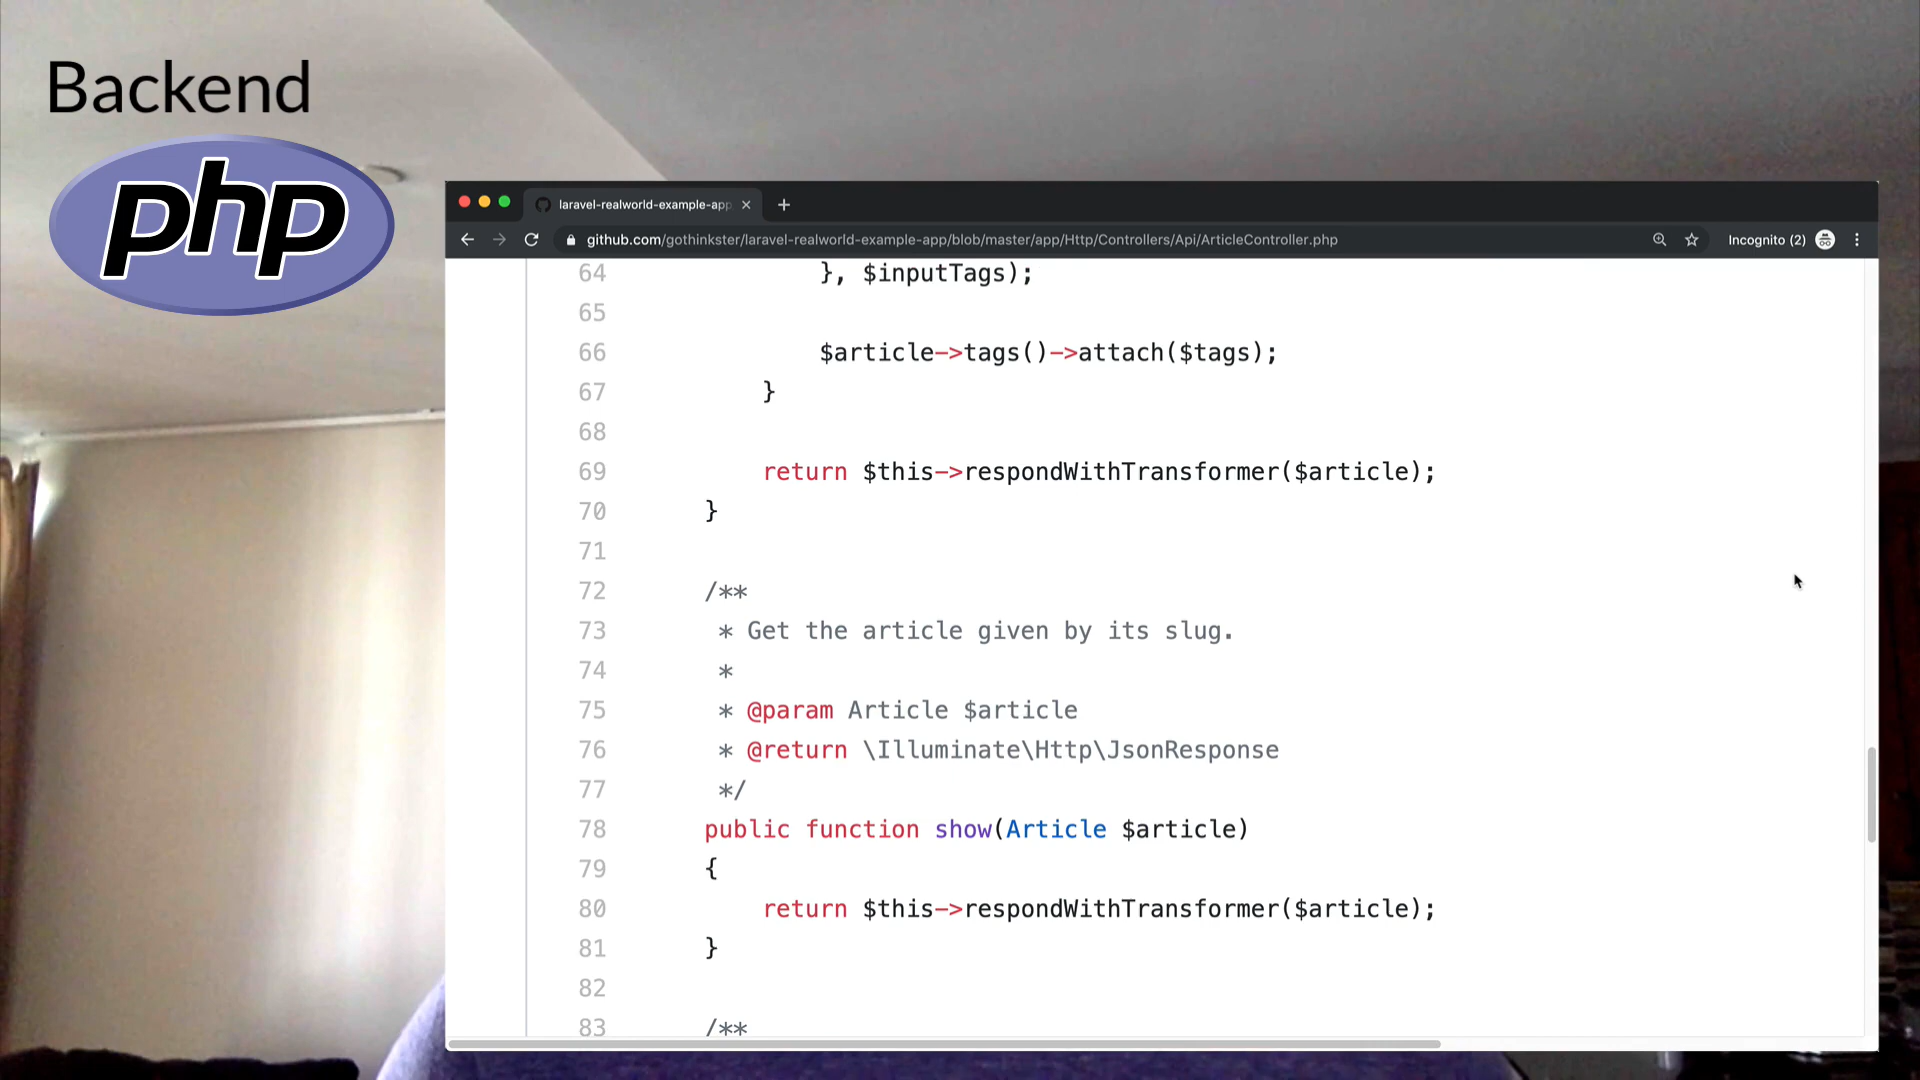 Backend
php
laravel-realworld-example-app
github.com/gothinkster/laravel-realworld-example-app/blob/master/app/Http/Controllers/Api/ArticleController.php
Incognito (2)
64 }, $inputTags);
65
66 $article->tags()->attach($tags);
67 }
68
69 return $this->respondWithTransformer($article);
70 }
71
72 /**
73 * Get the article given by its slug.
74 *
75 * @param Article $article
76 * @return \Illuminate\Http\JsonResponse
77 */
78 public function show(Article $article)
79 {
80 return $this->respondWithTransformer($article);
81 }
82
83 /**